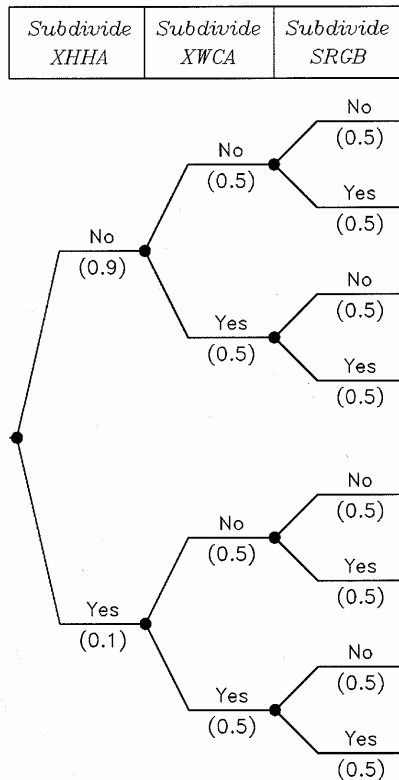 Subdivide XHHA
Subdivide XWCA
Subdivide SRGB
No
(0.5)
No
(0.5)
Yes
(0.5)
No
(0.9)
No
(0.5)
Yes
(0.5)
Yes
(0.5)
No
(0.5)
No
(0.5)
Yes
(0.5)
Yes
(0.1)
No
(0.5)
Yes
(0.5)
Yes
(0.5)